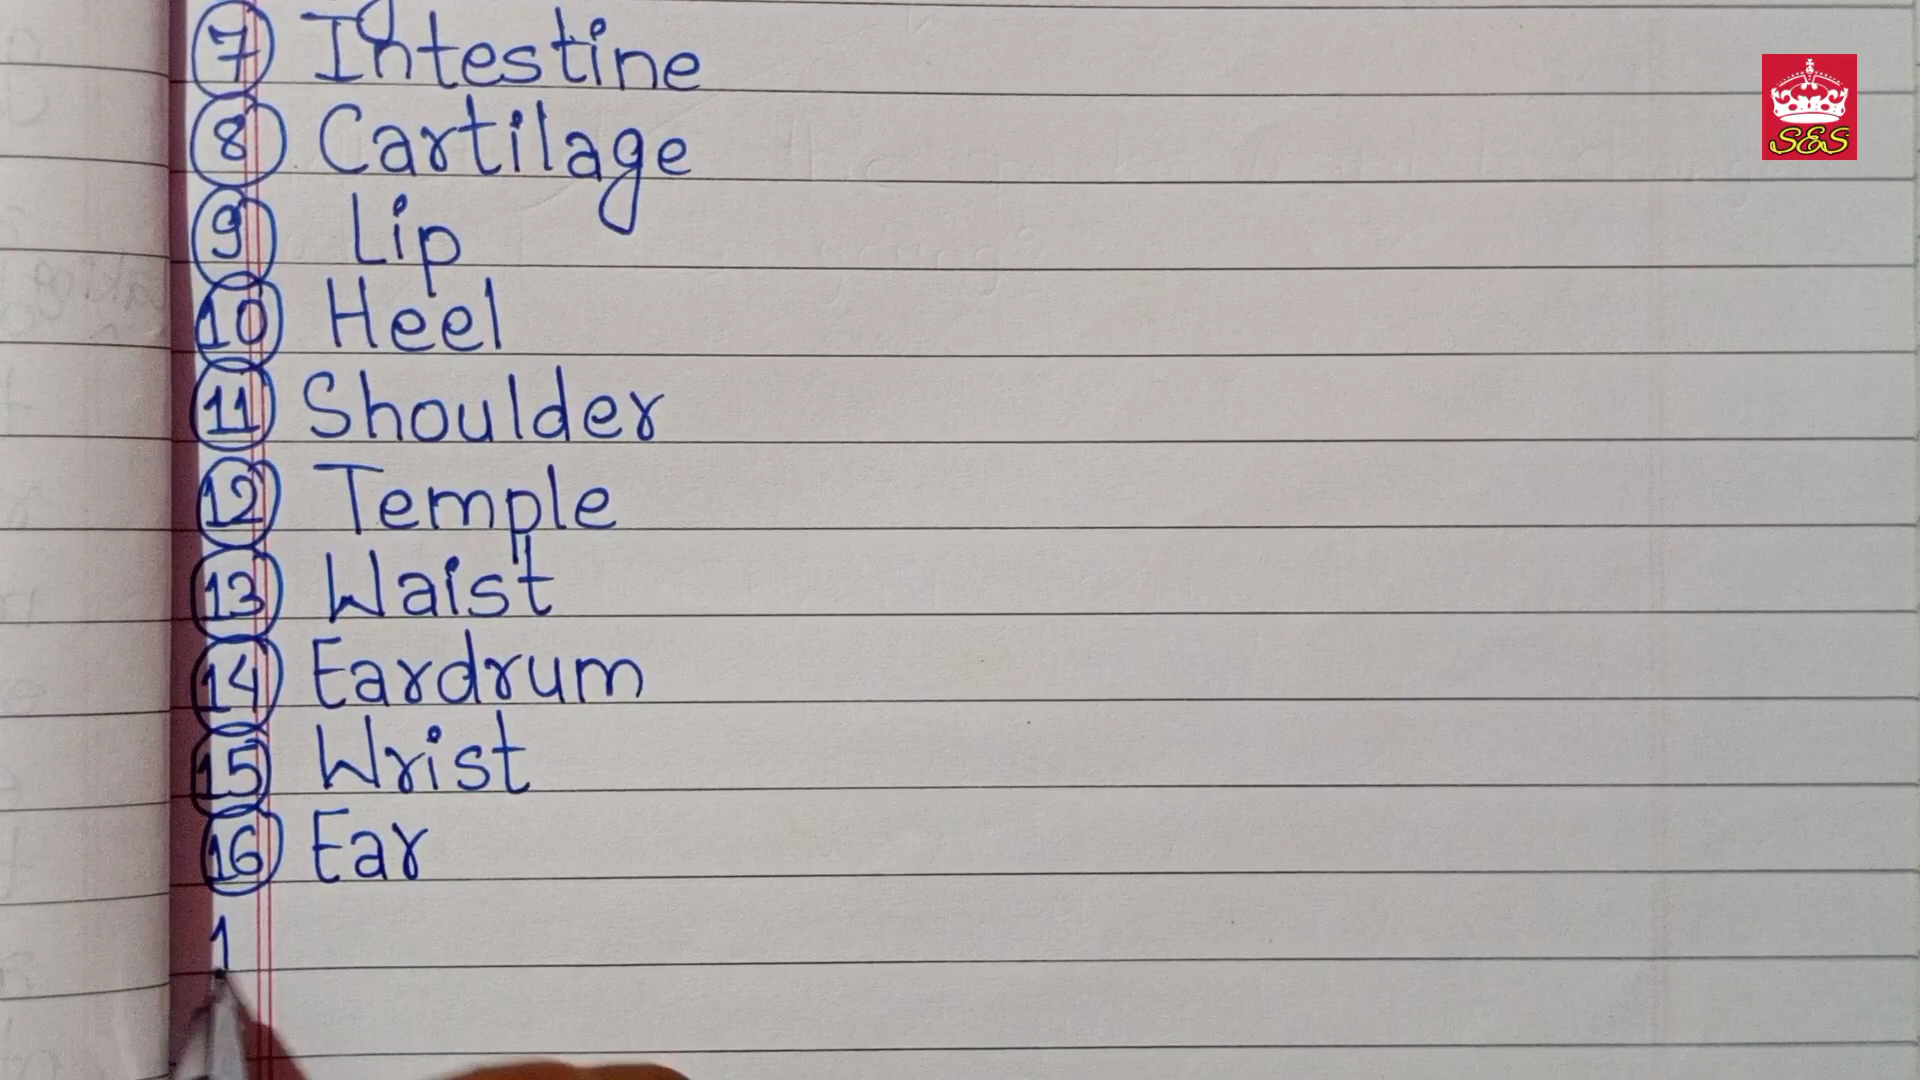 7 Intestine
8 Cartilage
9 Lip
10 Heel
11 Shoulder
12 Temple
13 Waist
14 Eardrum
15 Wrist
16 Ear
1
S&S